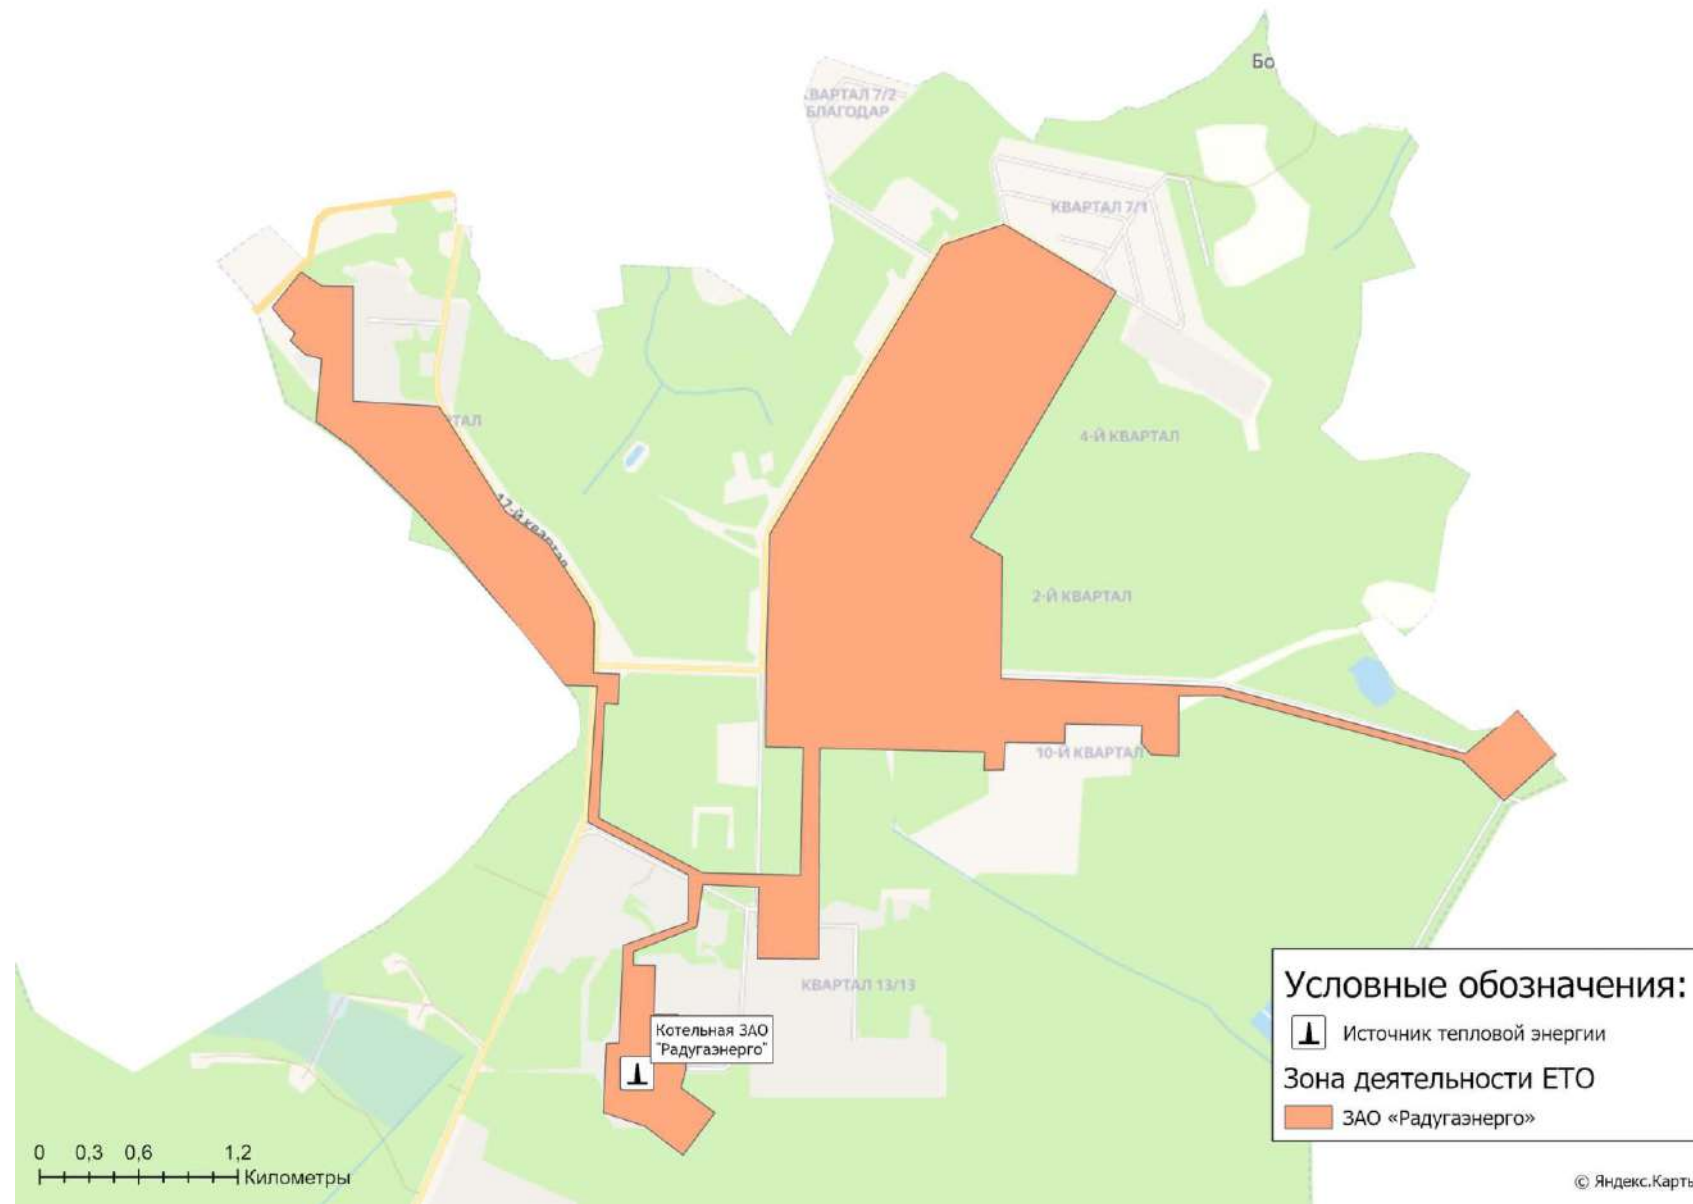 Бо
КВАРТАЛ 7/2
БЛАГОДАР
КВАРТАЛ 7/1
4-Й КВАРТАЛ
РТАЛ
17-й квартал
2-Й КВАРТАЛ
10-Й КВАРТАЛ
КВАРТАЛ 13/13
Котельная ЗАО
"Радугаэнерго"
Условные обозначения:
Источник тепловой энергии
Зона деятельности ЕТО
ЗАО «Радугаэнерго»
0 0,3 0,6 1,2
Километры
© Яндекс.Карты